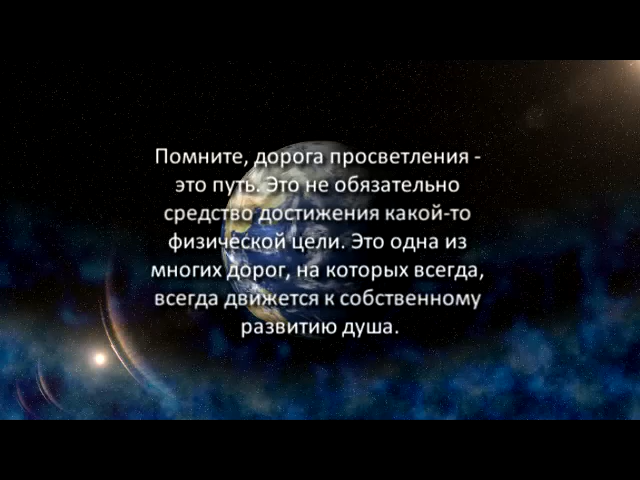 Помните, дорога просветления -
это путь. Это не обязательно
средство достижения какой-то
физической цели. Это одна из
многих дорог, на которых всегда,
всегда движется к собственному
развитию душа.